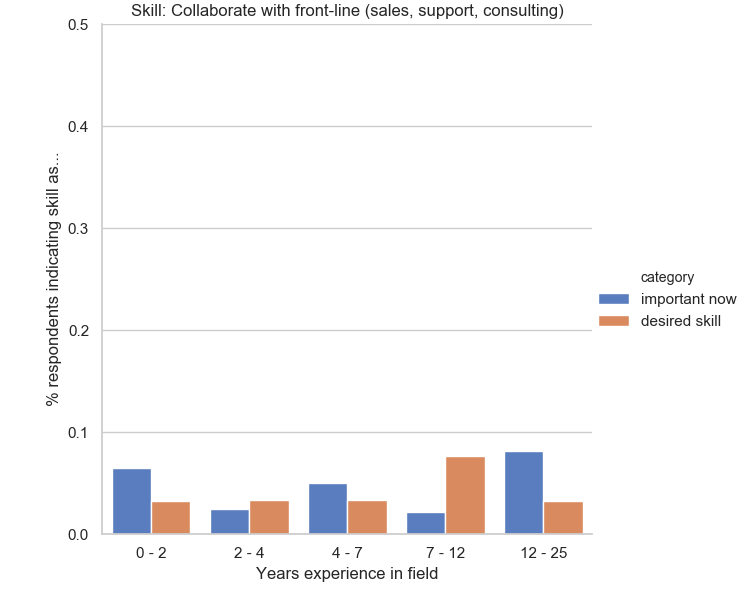 Skill: Collaborate with front-line (sales, support, consulting)
0.5
0.4
0.3
0.2
0.1
0.0
% respondents indicating skill as...
0 - 2
2 - 4
4 - 7
7 - 12
12 - 25
Years experience in field
category
important now
desired skill